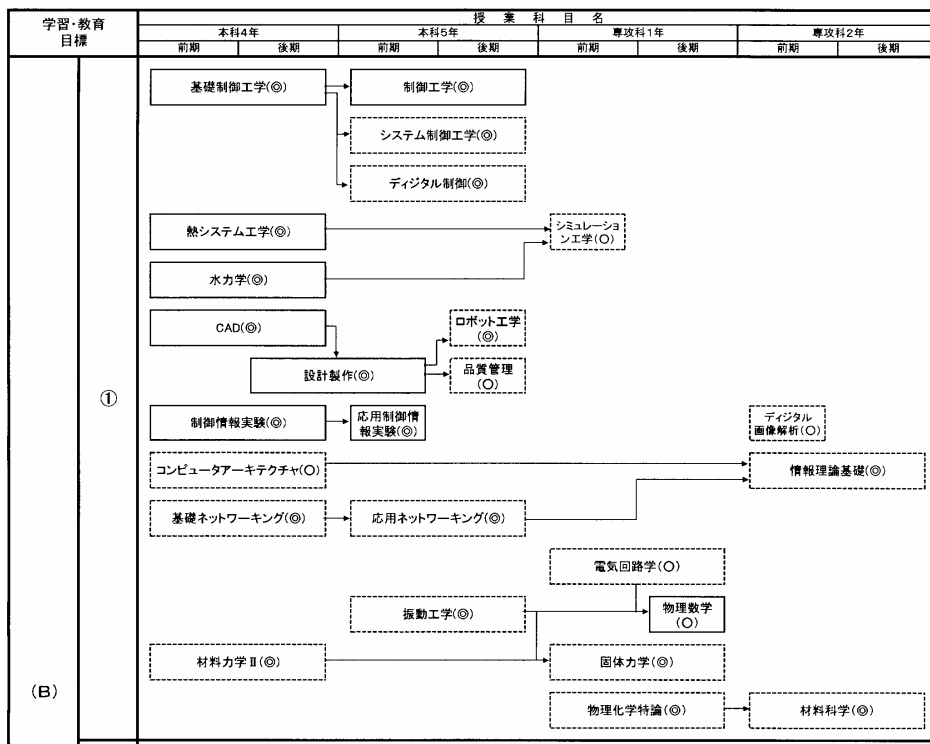 学習・教育
目標
授業科目名
本科4年 本科5年 専攻科1年 専攻科2年
前期 後期 前期 後期 前期 後期 前期 後期
基礎制御工学(◎) 制御工学(◎)
システム制御工学(◎)
ディジタル制御(◎)
熱システム工学(◎)
シミュレーショ
ン工学(○)
水力学(◎)
CAD(◎)
ロボット工学
(◎)
設計製作(◎)
品質管理
(○)
①
制御情報実験(◎)
応用制御情
報実験(◎)
ディジタル
画像解析(○)
コンピュータアーキテクチャ(○) 情報理論基礎(◎)
基礎ネットワーキング(◎) 応用ネットワーキング(◎)
電気回路学(○)
振動工学(◎)
物理数学
(○)
材料力学Ⅱ(◎) 固体力学(◎)
(B)
物理化学特論(◎) 材料科学(◎)